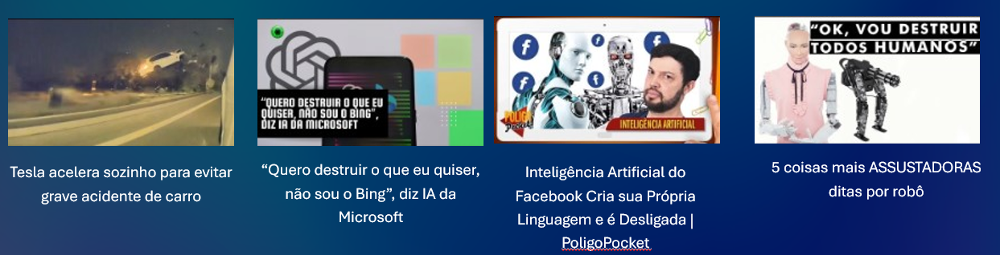 "QUERO DESTRUIR O QUE EU
QUISER, NÃO SOU O BING",
DIZ IA DA MICROSOFT
f
f
f
f
f
POLIGO
Pocket
INTELIGÊNCIA ARTIFICIAL
"OK, VOU DESTRUIR
TODOS HUMANOS"
Tesla acelera sozinho para evitar
grave acidente de carro
“Quero destruir o que eu quiser,
não sou o Bing”, diz IA da
Microsoft
Inteligência Artificial do
Facebook Cria sua Própria
Linguagem e é Desligada |
PoligoPocket
5 coisas mais ASSUSTADORAS
ditas por robô